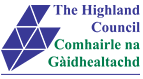 The Highland
Council
Comhairle na
Gàidhealtachd